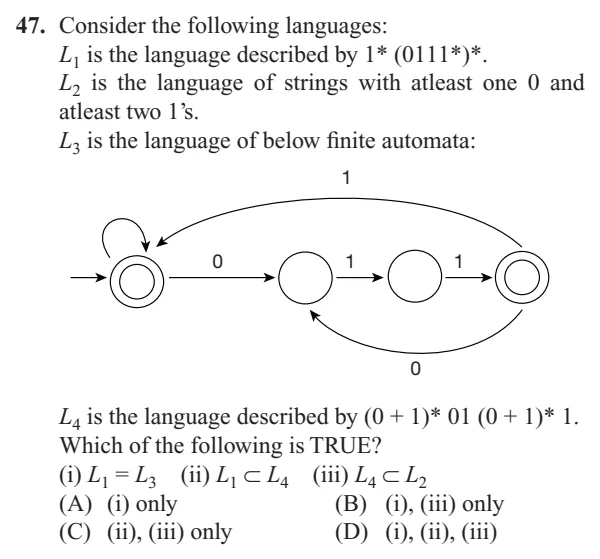 47. Consider the following languages:
L₁ is the language described by 1* (0111*)*.
L₂ is the language of strings with atleast one 0 and
atleast two 1’s.
L₃ is the language of below finite automata:
1
0 1 1
0
L₄ is the language described by (0 + 1)* 01 (0 + 1)* 1.
Which of the following is TRUE?
(i) L₁ = L₃ (ii) L₁ ⊂ L₄ (iii) L₄ ⊂ L₂
(A) (i) only (B) (i), (iii) only
(C) (ii), (iii) only (D) (i), (ii), (iii)